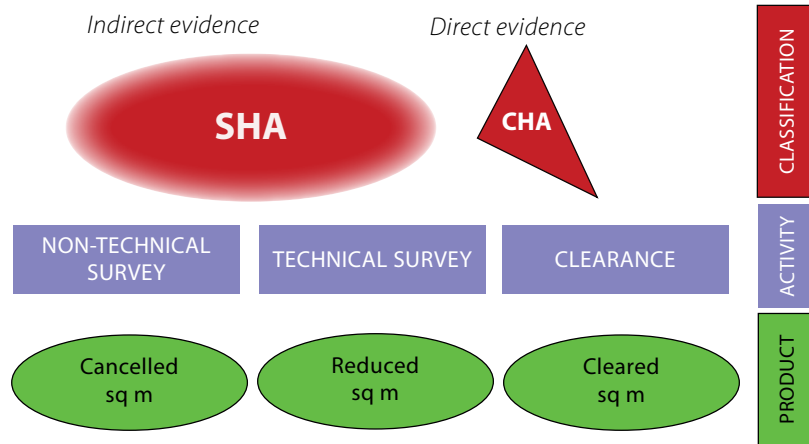 Indirect evidence
Direct evidence
SHA
CHA
CLASSIFICATION
NON-TECHNICAL
SURVEY
TECHNICAL SURVEY
CLEARANCE
ACTIVITY
Cancelled
sq m
Reduced
sq m
Cleared
sq m
PRODUCT